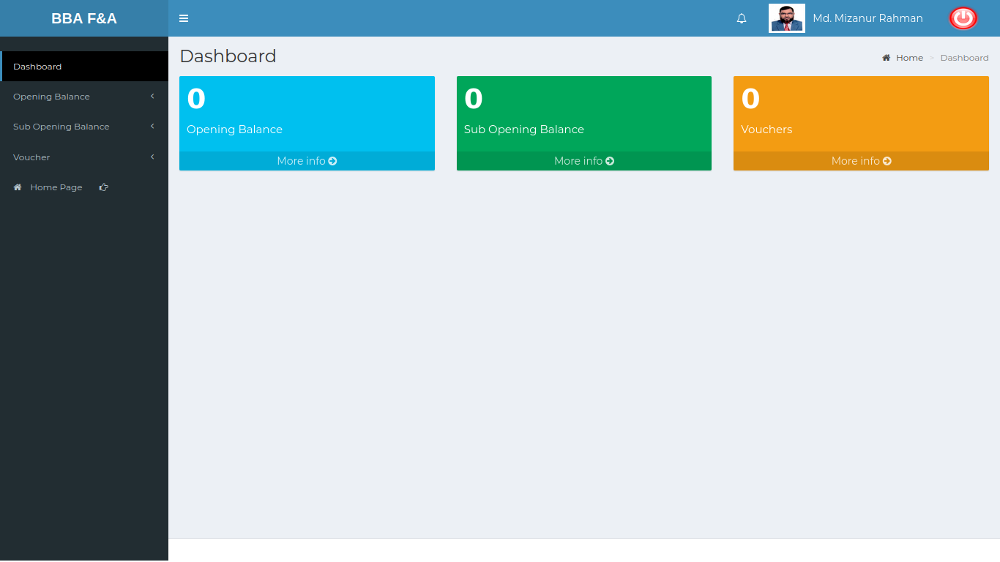 BBA F&A
Md. Mizanur Rahman
Dashboard
Opening Balance
Sub Opening Balance
Voucher
Home Page
Dashboard
Home > Dashboard
0
Opening Balance
More info
0
Sub Opening Balance
More info
0
Vouchers
More info